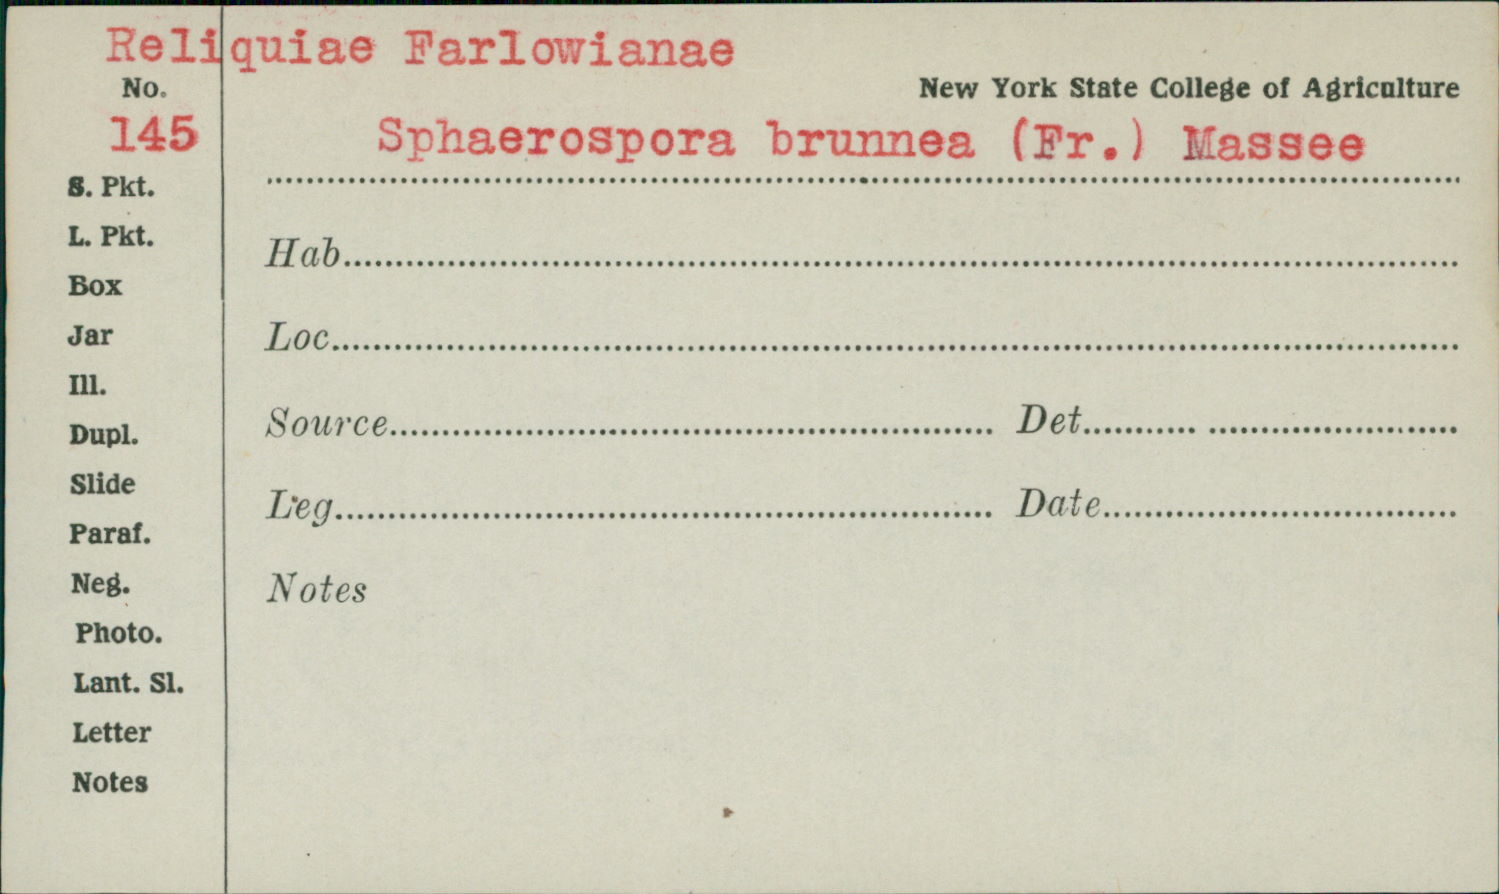 Reliquiae Farlowianae
No.
New York State College of Agriculture
145
Sphaerospora brunnea (Fr.) Massee
S. Pkt.
L. Pkt.
Hab
Box
Jar
Loc
Ill.
Dupl.
Source Det
Slide
Leg Date
Paraf.
Neg.
Notes
Photo.
Lant. Sl.
Letter
Notes